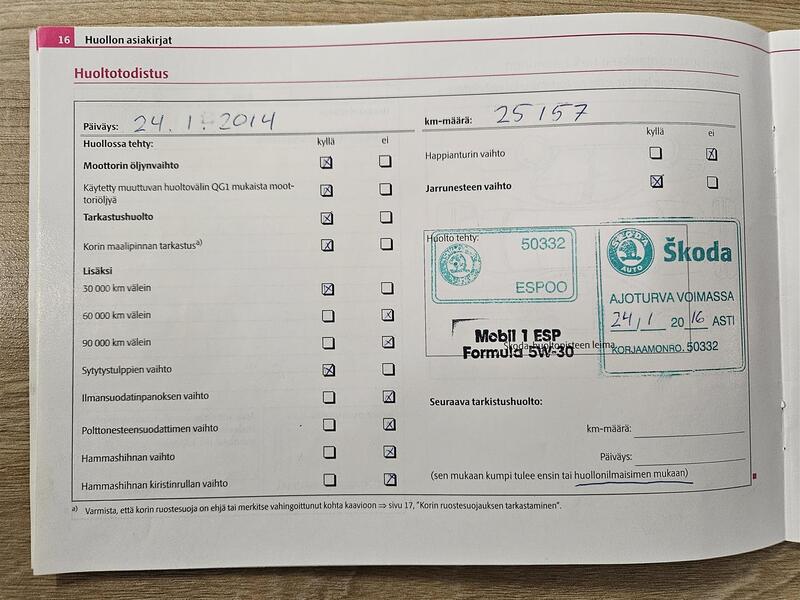 16 Huollon asiakirjat
Huoltotodistus
Päiväys: 24.1.2014
km-määrä: 25157
Huollossa tehty: kyllä ei
kyllä ei
Moottorin öljynvaihto
Happianturin vaihto
Käytetty muuttuvan huoltovälin QG1 mukaista moot-
toriöljyä
Jarrunesteen vaihto
Tarkastushuolto
Korin maalipinnan tarkastus a)
Lisäksi
30 000 km välein
60 000 km välein
90 000 km välein
Sytytystulppien vaihto
Ilmansuodatinpanoksen vaihto
Polttonesteensuodattimen vaihto
Hammashihnan vaihto
Hammashihnan kiristinrullan vaihto
Huolto tehty:
50332
ESPOO
Mobil 1 ESP
Formula 5W-30
Škoda-huoltopisteen leima
SKODA
AUTO
Škoda
AJOTURVA VOIMASSA
24/1 2016 ASTI
KORJAAMONRO. 50332
Seuraava tarkistushuolto:
km-määrä:
Päiväys:
(sen mukaan kumpi tulee ensin tai huollonilmaisimen mukaan)
a) Varmista, että korin ruostesuoja on ehjä tai merkitse vahingoittunut kohta kaavioon ⇒ sivu 17, "Korin ruostesuojauksen tarkastaminen".